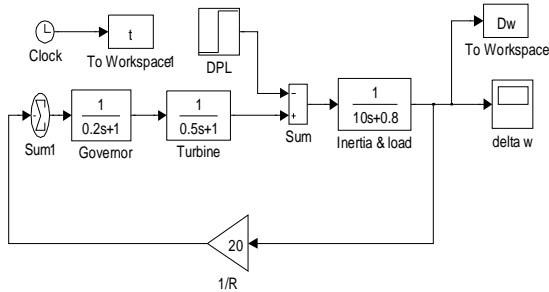 t
Clock
To Workspace1
DPL
Dw
To Workspace
-
+
Sum
1
10s+0.8
Inertia & load
delta w
-
Σ
Sum1
1
0.2s+1
Governor
1
0.5s+1
Turbine
20
1/R